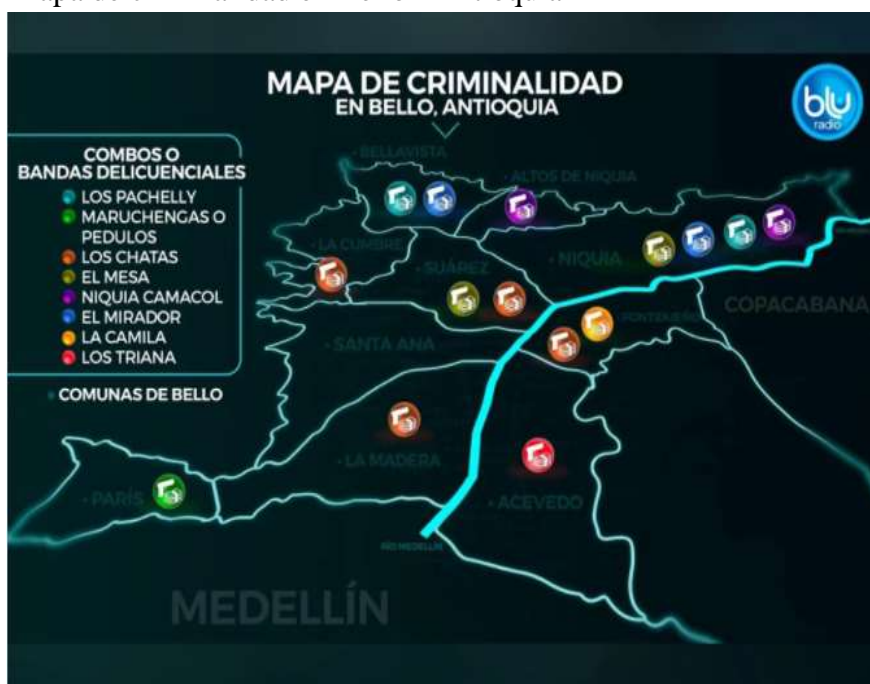 MAPA DE CRIMINALIDAD
EN BELLO, ANTIOQUIA
blu
radio
COMBOS O
BANDAS DELICUENCIALES
LOS PACHELLY
MARUCHENGAS O
PEDULOS
LOS CHATAS
EL MESA
NIQUIA CAMACOL
EL MIRADOR
LA CAMILA
LOS TRIANA
COMUNAS DE BELLO
BELLAVISTA
ALTOS DE NIQUIA
LA CUMBRE
SUÁREZ
NIQUIA
COPACABANA
SANTA ANA
LA MADERA
PARÍS
ACEVEDO
RÍO MEDELLÍN
MEDELLÍN